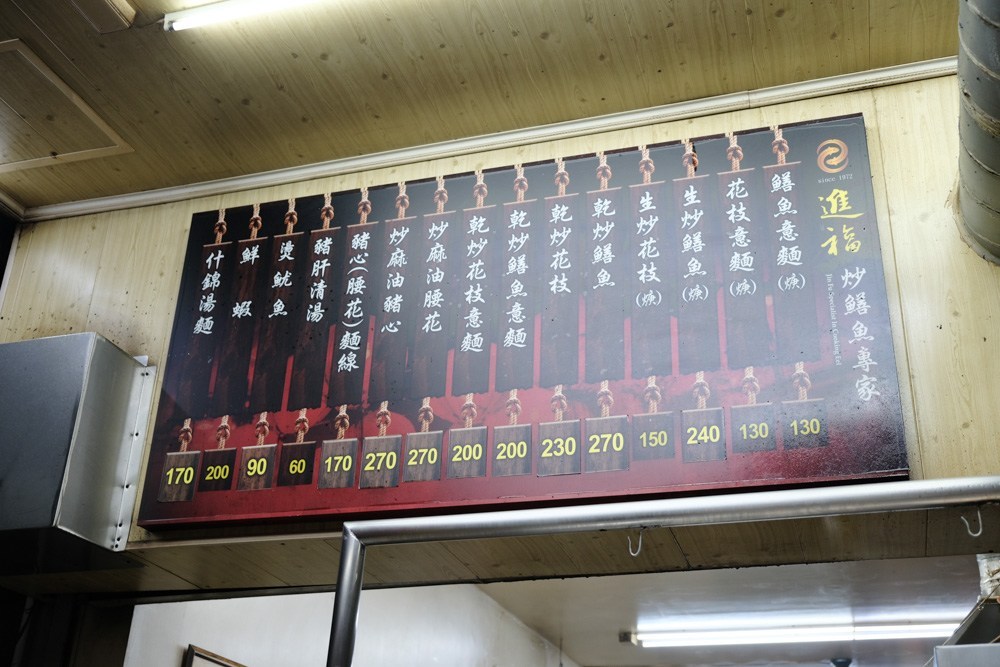 SINCE 1972
進福
炒鱔魚專家
Jin Fu Specialist in Cooking Eel
鱔魚意麵(焿)
130
花枝意麵(焿)
130
生炒鱔魚(焿)
240
生炒花枝(焿)
150
乾炒鱔魚
270
乾炒花枝
230
乾炒鱔魚意麵
200
乾炒花枝意麵
200
炒麻油腰花
270
炒麻油豬心
270
豬心(腰花)麵線
170
豬肝清湯
60
燙魷魚
90
鮮蝦
200
什錦湯麵
170